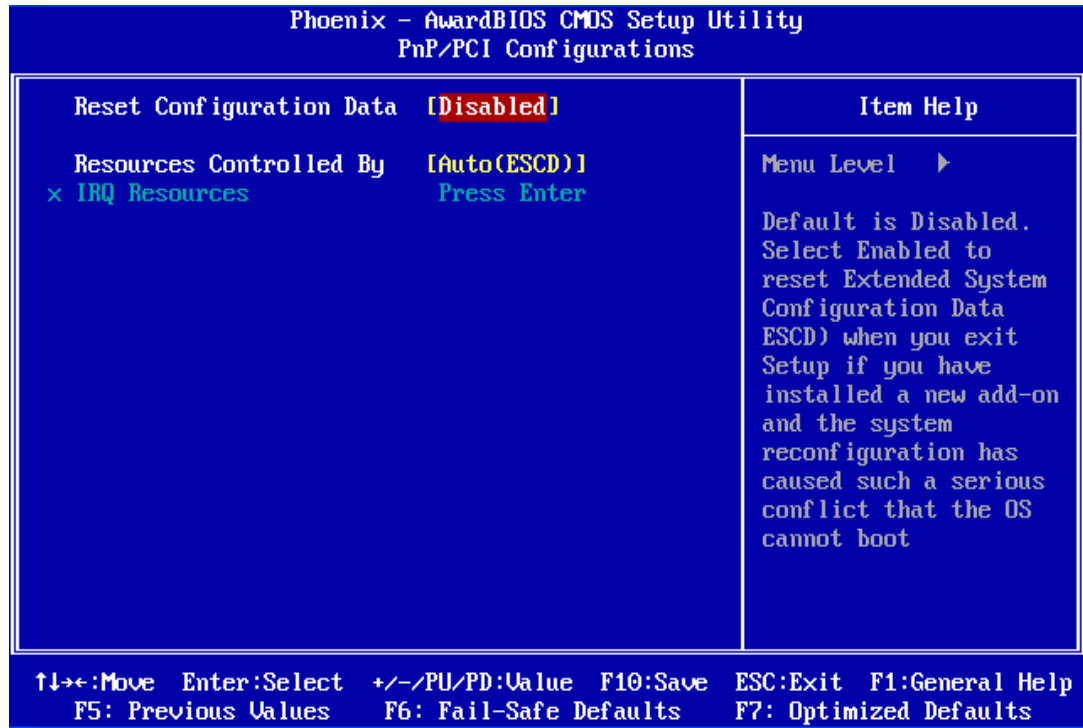 Phoenix - AwardBIOS CMOS Setup Utility
PnP/PCI Configurations
Reset Configuration Data [Disabled]
Resources Controlled By [Auto(ESCD)]
x IRQ Resources Press Enter
Item Help
Menu Level ▶
Default is Disabled.
Select Enabled to
reset Extended System
Configuration Data
ESCD) when you exit
Setup if you have
installed a new add-on
and the system
reconfiguration has
caused such a serious
conflict that the OS
cannot boot
↑↓→←:Move Enter:Select +/-/PU/PD:Value F10:Save ESC:Exit F1:General Help
F5: Previous Values F6: Fail-Safe Defaults F7: Optimized Defaults